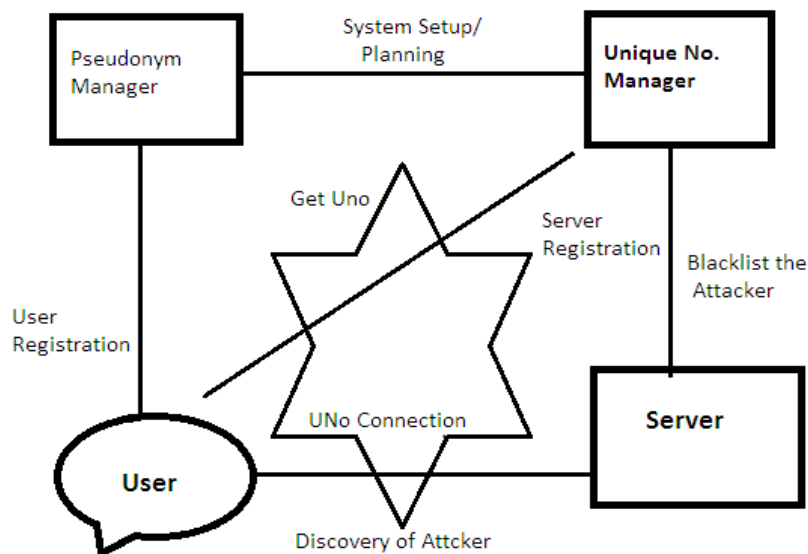 System Setup/
Planning
Pseudonym
Manager
Unique No.
Manager
Get Uno
Server
Registration
Blacklist the
Attacker
User
Registration
UNo Connection
Server
User
Discovery of Attcker